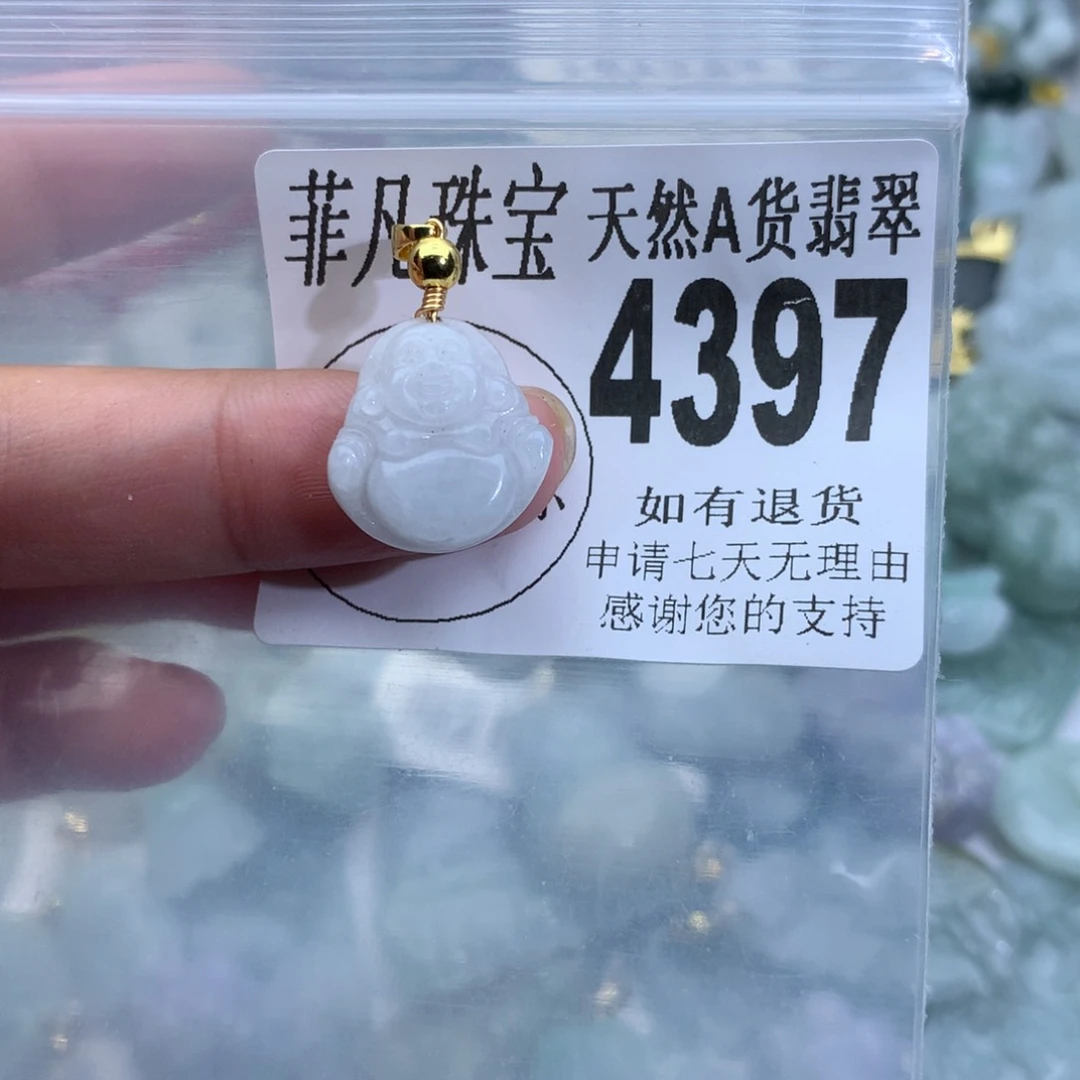 菲凡珠宝 天然A货翡翠
4397
如有退货
申请七天无理由
感谢您的支持